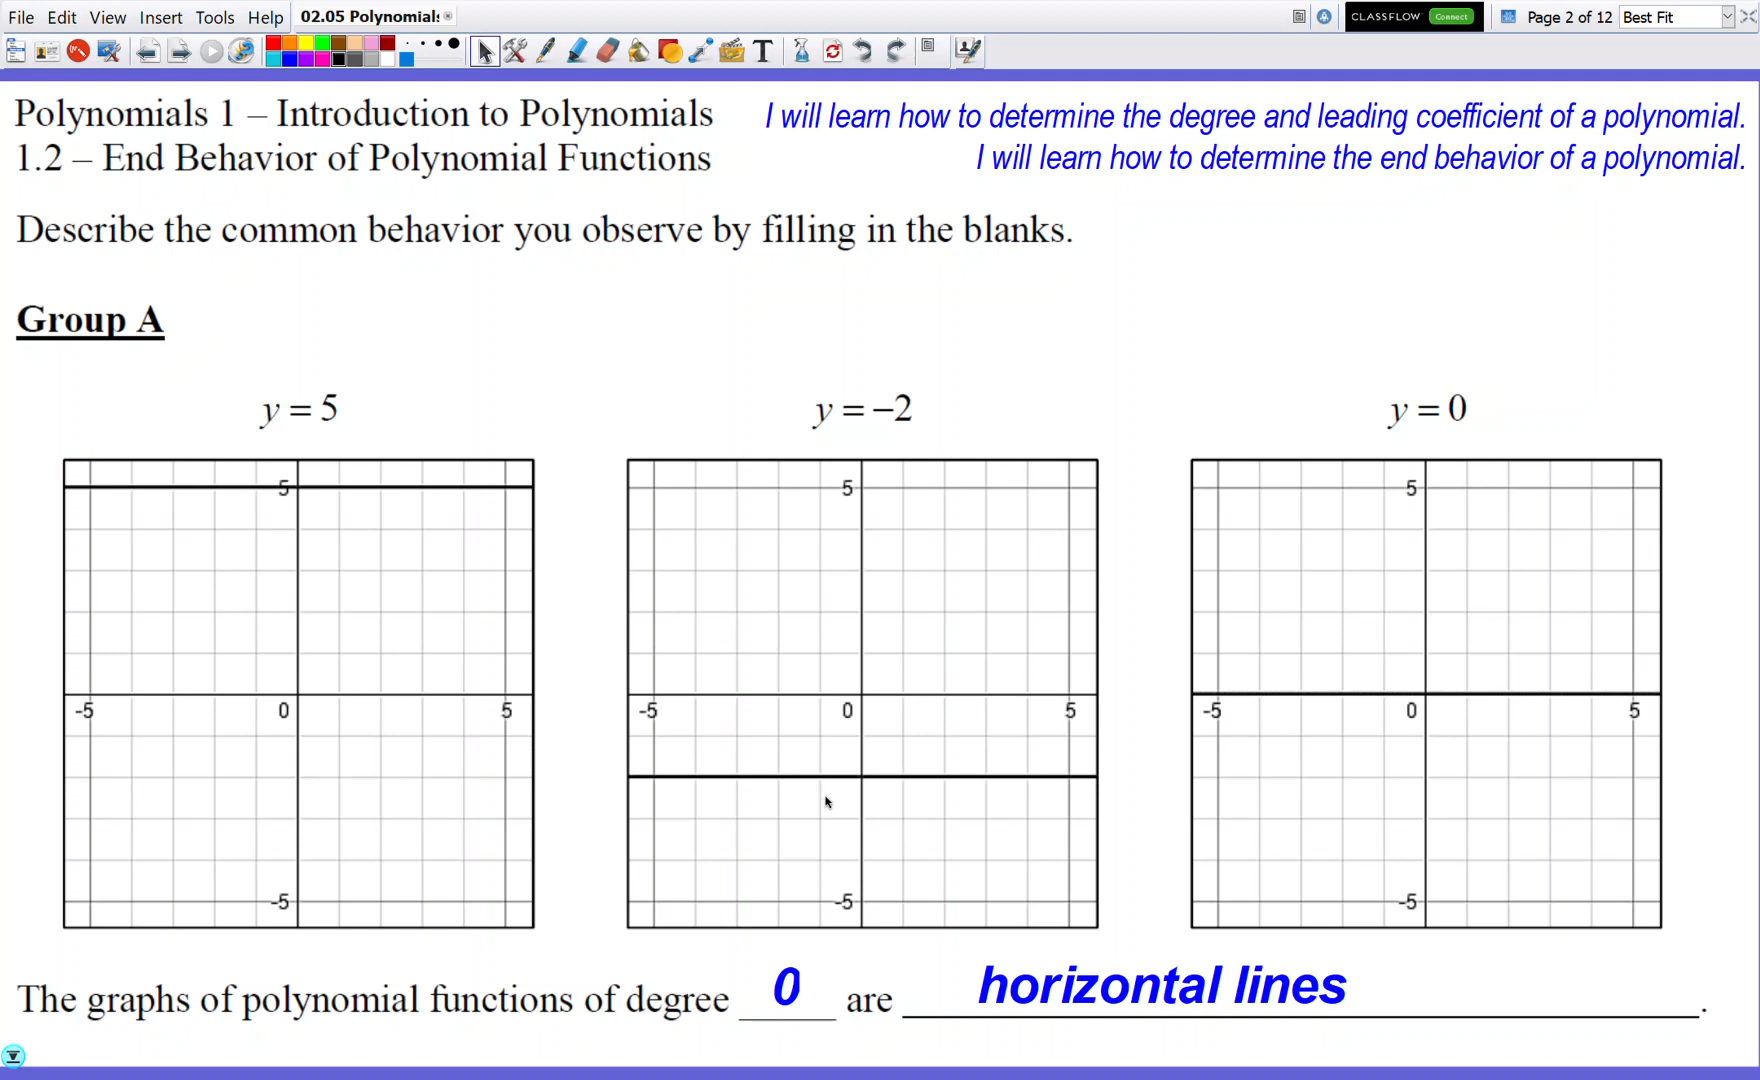 File Edit View Insert Tools Help 02.05 Polynomials CLASSFLOW Connect Page 2 of 12 Best Fit
T
Polynomials 1 – Introduction to Polynomials
1.2 – End Behavior of Polynomial Functions
I will learn how to determine the degree and leading coefficient of a polynomial.
I will learn how to determine the end behavior of a polynomial.
Describe the common behavior you observe by filling in the blanks.
Group A
y = 5
y = −2
y = 0
5
-5 0 5
-5
5
-5 0 5
-5
5
-5 0 5
-5
The graphs of polynomial functions of degree 0 are horizontal lines.